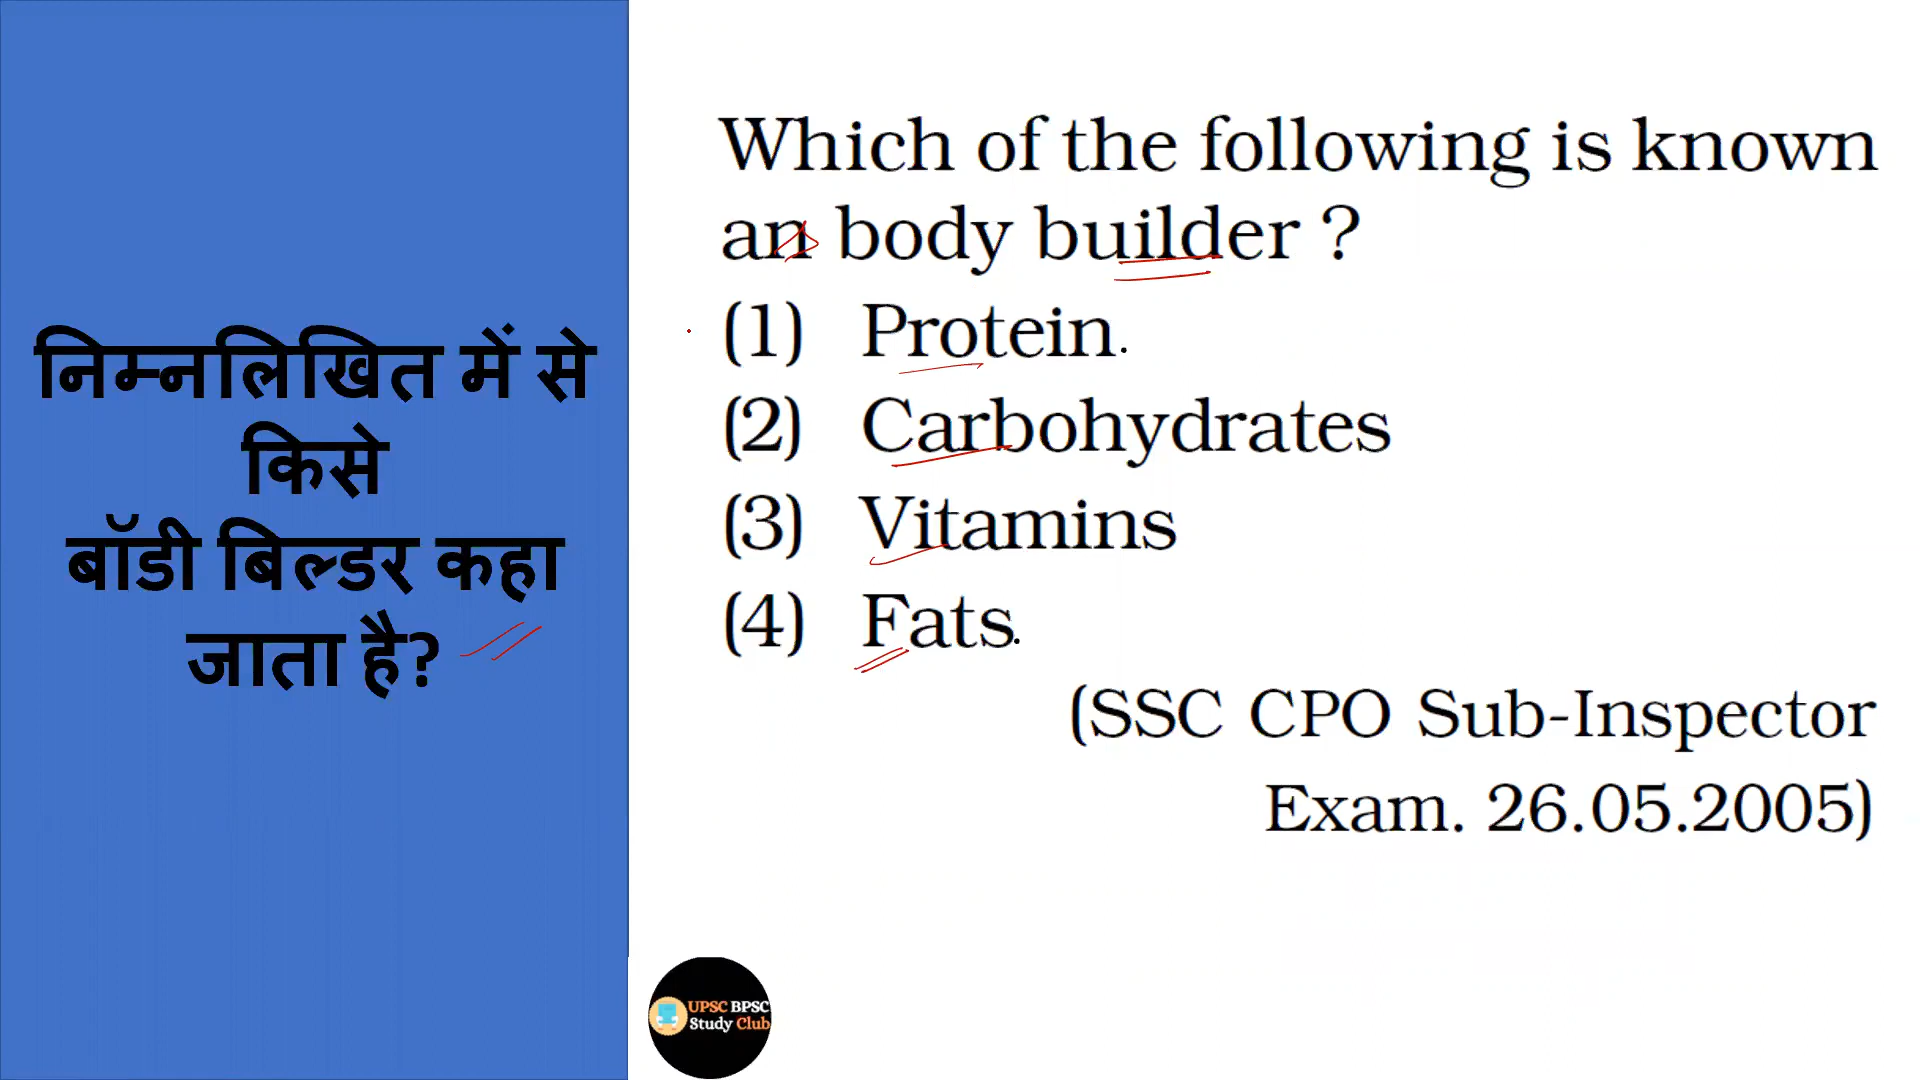 निम्नलिखित में से
किसे
बॉडी बिल्डर कहा
जाता है?
Which of the following is known
an body builder ?
(1) Protein.
(2) Carbohydrates
(3) Vitamins
(4) Fats.
(SSC CPO Sub-Inspector
Exam. 26.05.2005)
UPSC BPSC
Study Club